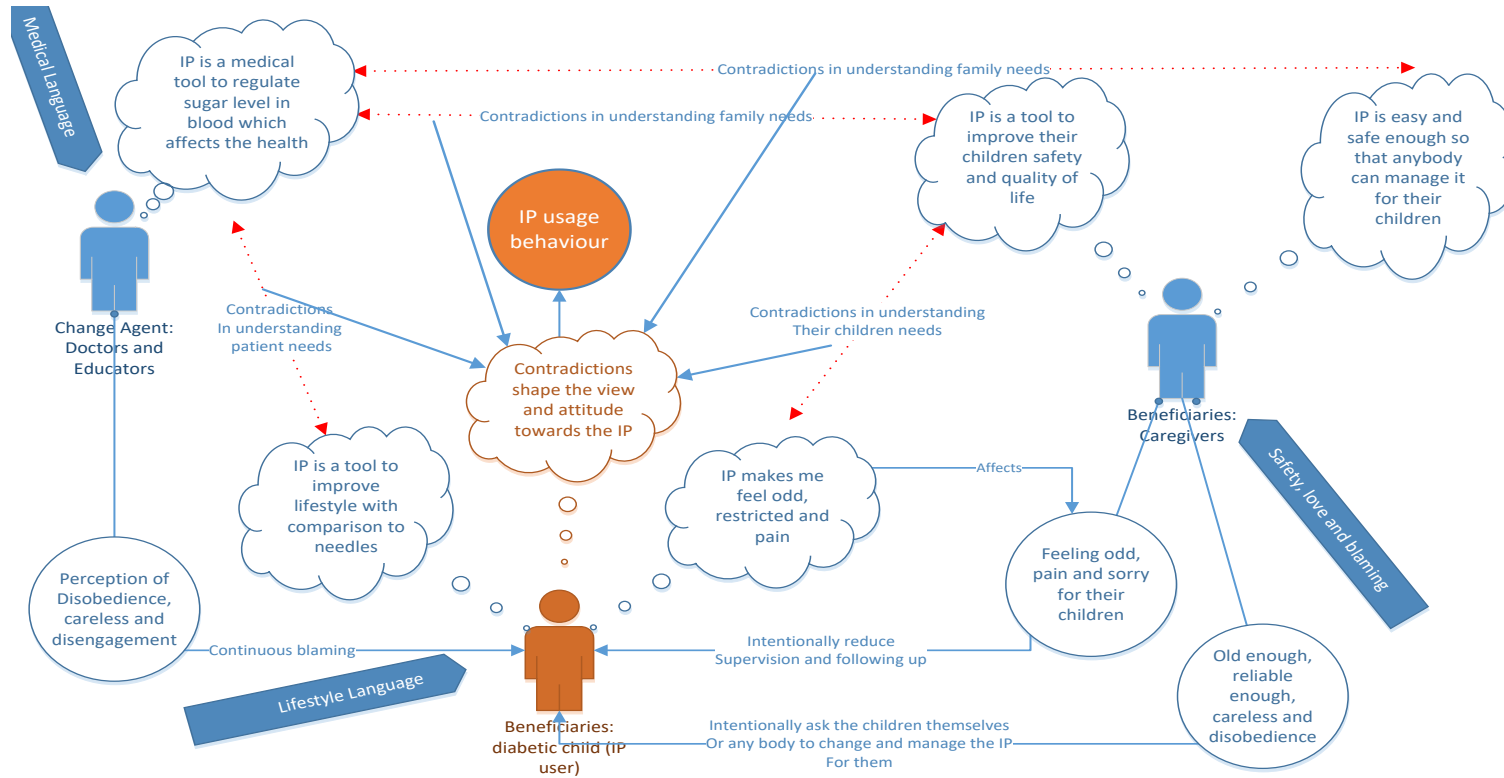 Medical Language
IP is a medical
tool to regulate
sugar level in
blood which
affects the health
Contradictions in understanding family needs
Contradictions in understanding family needs
IP is a tool to
improve their
children safety
and quality of
life
IP is easy and
safe enough so
that anybody
can manage it
for their
children
IP usage
behaviour
Change Agent:
Doctors and
Educators
Contradictions
In understanding
patient needs
Contradictions in understanding
Their children needs
Contradictions
shape the view
and attitude
towards the IP
Beneficiaries:
Caregivers
IP is a tool to
improve
lifestyle with
comparison to
needles
IP makes me
feel odd,
restricted and
pain
Affects
Safety, love and blaming
Perception of
Disobedience,
careless and
disengagement
Feeling odd,
pain and sorry
for their
children
Continuous blaming
Intentionally reduce
Supervision and following up
Old enough,
reliable
enough,
careless and
disobedience
Lifestyle Language
Beneficiaries:
diabetic child (IP
user)
Intentionally ask the children themselves
Or any body to change and manage the IP
For them